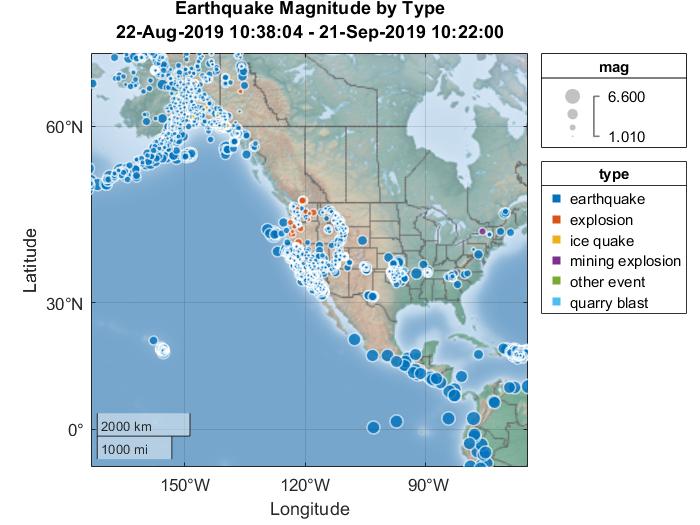 Earthquake Magnitude by Type
22-Aug-2019 10:38:04 - 21-Sep-2019 10:22:00
mag
6.600
1.010
type
earthquake
explosion
ice quake
mining explosion
other event
quarry blast
60°N
30°N
0°
Latitude
2000 km
1000 mi
150°W
120°W
90°W
Longitude